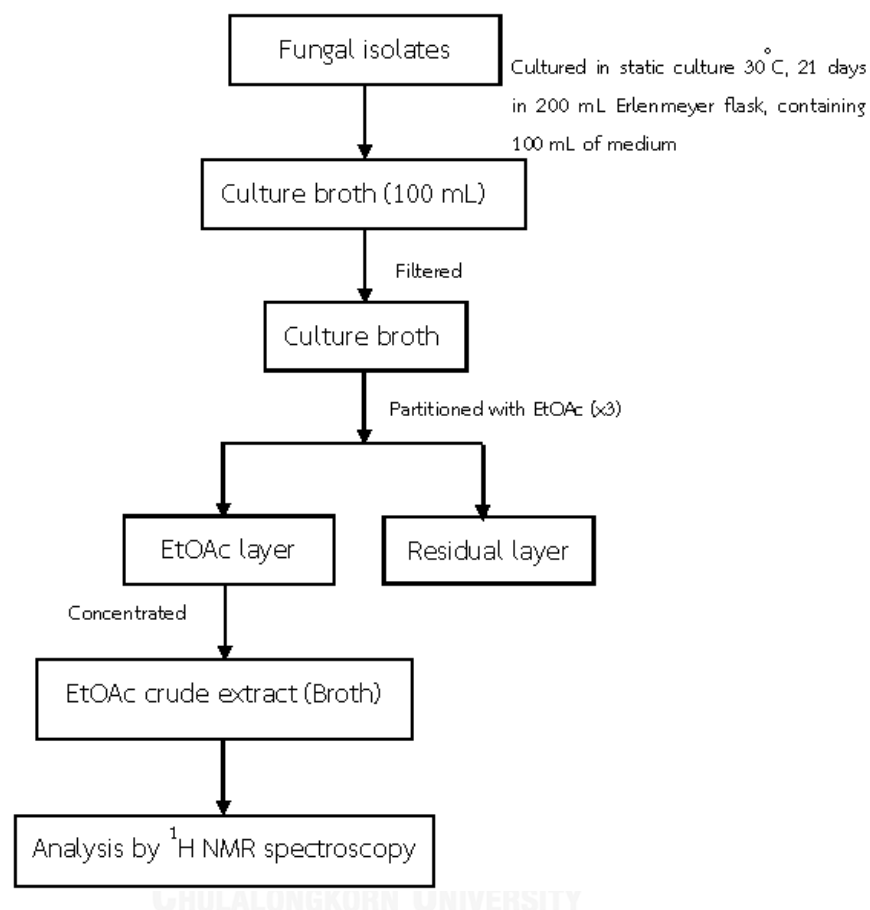 Fungal isolates
Cultured in static culture 30°C, 21 days
in 200 mL Erlenmeyer flask, containing
100 mL of medium
Culture broth (100 mL)
Filtered
Culture broth
Partitioned with EtOAc (x3)
EtOAc layer
Residual layer
Concentrated
EtOAc crude extract (Broth)
Analysis by ¹H NMR spectroscopy
CHULALONGKORN UNIVERSITY